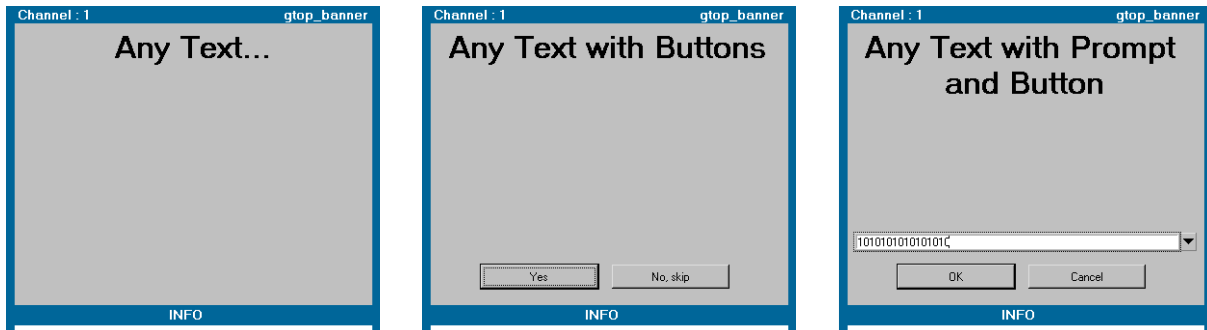 Channel : 1 gtop_banner
Any Text...
INFO
Channel : 1 gtop_banner
Any Text with Buttons
Yes No, skip
INFO
Channel : 1 gtop_banner
Any Text with Prompt
and Button
101010101010101(
OK Cancel
INFO